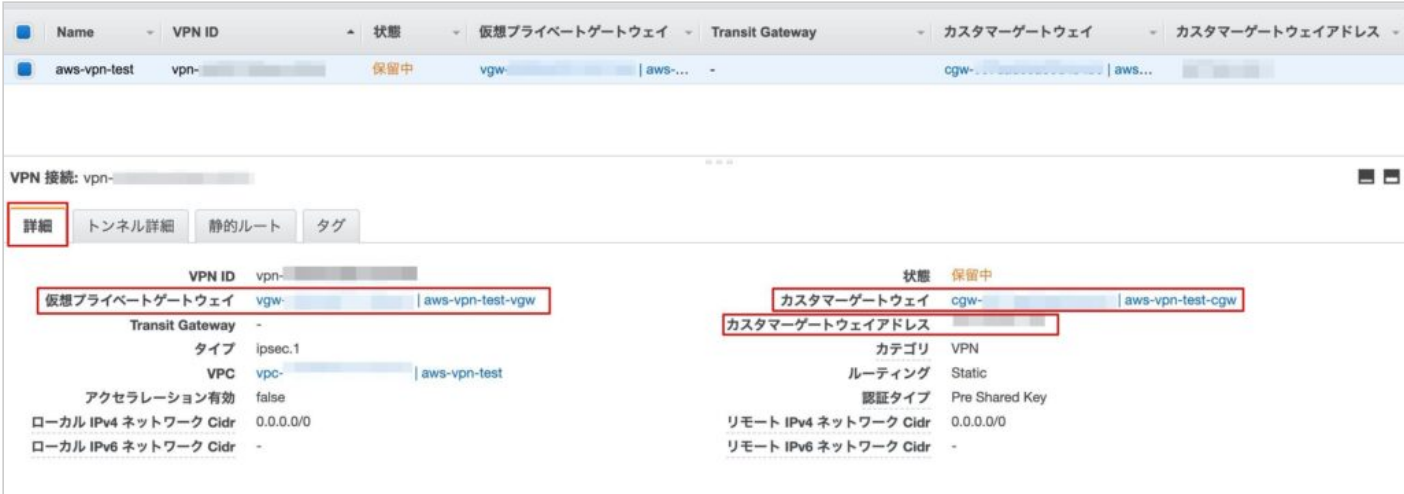 Name VPN ID 状態 仮想プライベートゲートウェイ Transit Gateway カスタマーゲートウェイ カスタマーゲートウェイアドレス
aws-vpn-test vpn- 保留中 vgw- | aws-... - cgw- | aws...
VPN 接続: vpn-
詳細 トンネル詳細 静的ルート タグ
VPN ID vpn- 状態 保留中
仮想プライベートゲートウェイ vgw- | aws-vpn-test-vgw カスタマーゲートウェイ cgw- | aws-vpn-test-cgw
Transit Gateway - カスタマーゲートウェイアドレス
タイプ ipsec.1 カテゴリ VPN
VPC vpc- | aws-vpn-test ルーティング Static
アクセラレーション有効 false 認証タイプ Pre Shared Key
ローカル IPv4 ネットワーク Cidr 0.0.0.0/0 リモート IPv4 ネットワーク Cidr 0.0.0.0/0
ローカル IPv6 ネットワーク Cidr - リモート IPv6 ネットワーク Cidr -